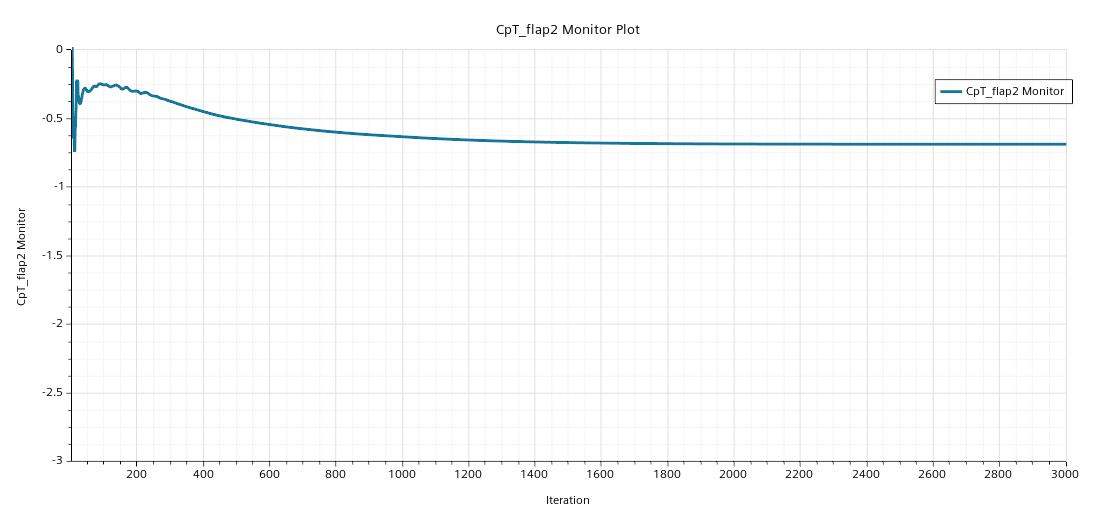 CpT_flap2 Monitor Plot
CpT_flap2 Monitor
0
-0.5
-1
-1.5
-2
-2.5
-3
CpT_flap2 Monitor
200 400 600 800 1000 1200 1400 1600 1800 2000 2200 2400 2600 2800 3000
Iteration